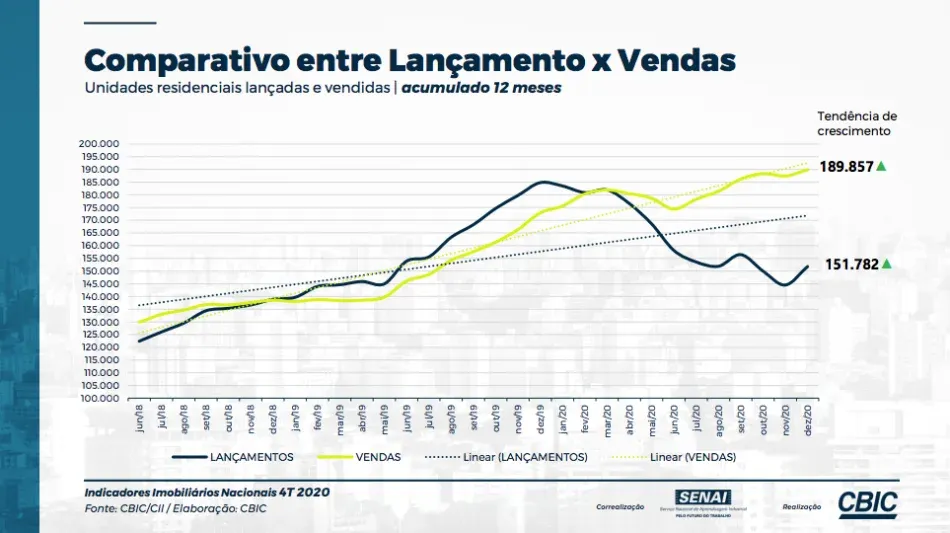 Comparativo entre Lançamento x Vendas
Unidades residenciais lançadas e vendidas | acumulado 12 meses
Tendência de
crescimento
200.000
195.000
190.000
185.000
180.000
175.000
170.000
165.000
160.000
155.000
150.000
145.000
140.000
135.000
130.000
125.000
120.000
115.000
110.000
105.000
100.000
189.857
151.782
jun/18
jul/18
ago/18
set/18
out/18
nov/18
dez/18
jan/19
fev/19
mar/19
abr/19
mai/19
jun/19
jul/19
ago/19
set/19
out/19
nov/19
dez/19
jan/20
fev/20
mar/20
abr/20
mai/20
jun/20
jul/20
ago/20
set/20
out/20
nov/20
dez/20
LANÇAMENTOS
VENDAS
Linear (LANÇAMENTOS)
Linear (VENDAS)
Indicadores Imobiliários Nacionais 4T 2020
Fonte: CBIC/CII / Elaboração: CBIC
Correalização
SENAI
Serviço Nacional de Aprendizagem Industrial
PELO FUTURO DO TRABALHO
Realização
CBIC